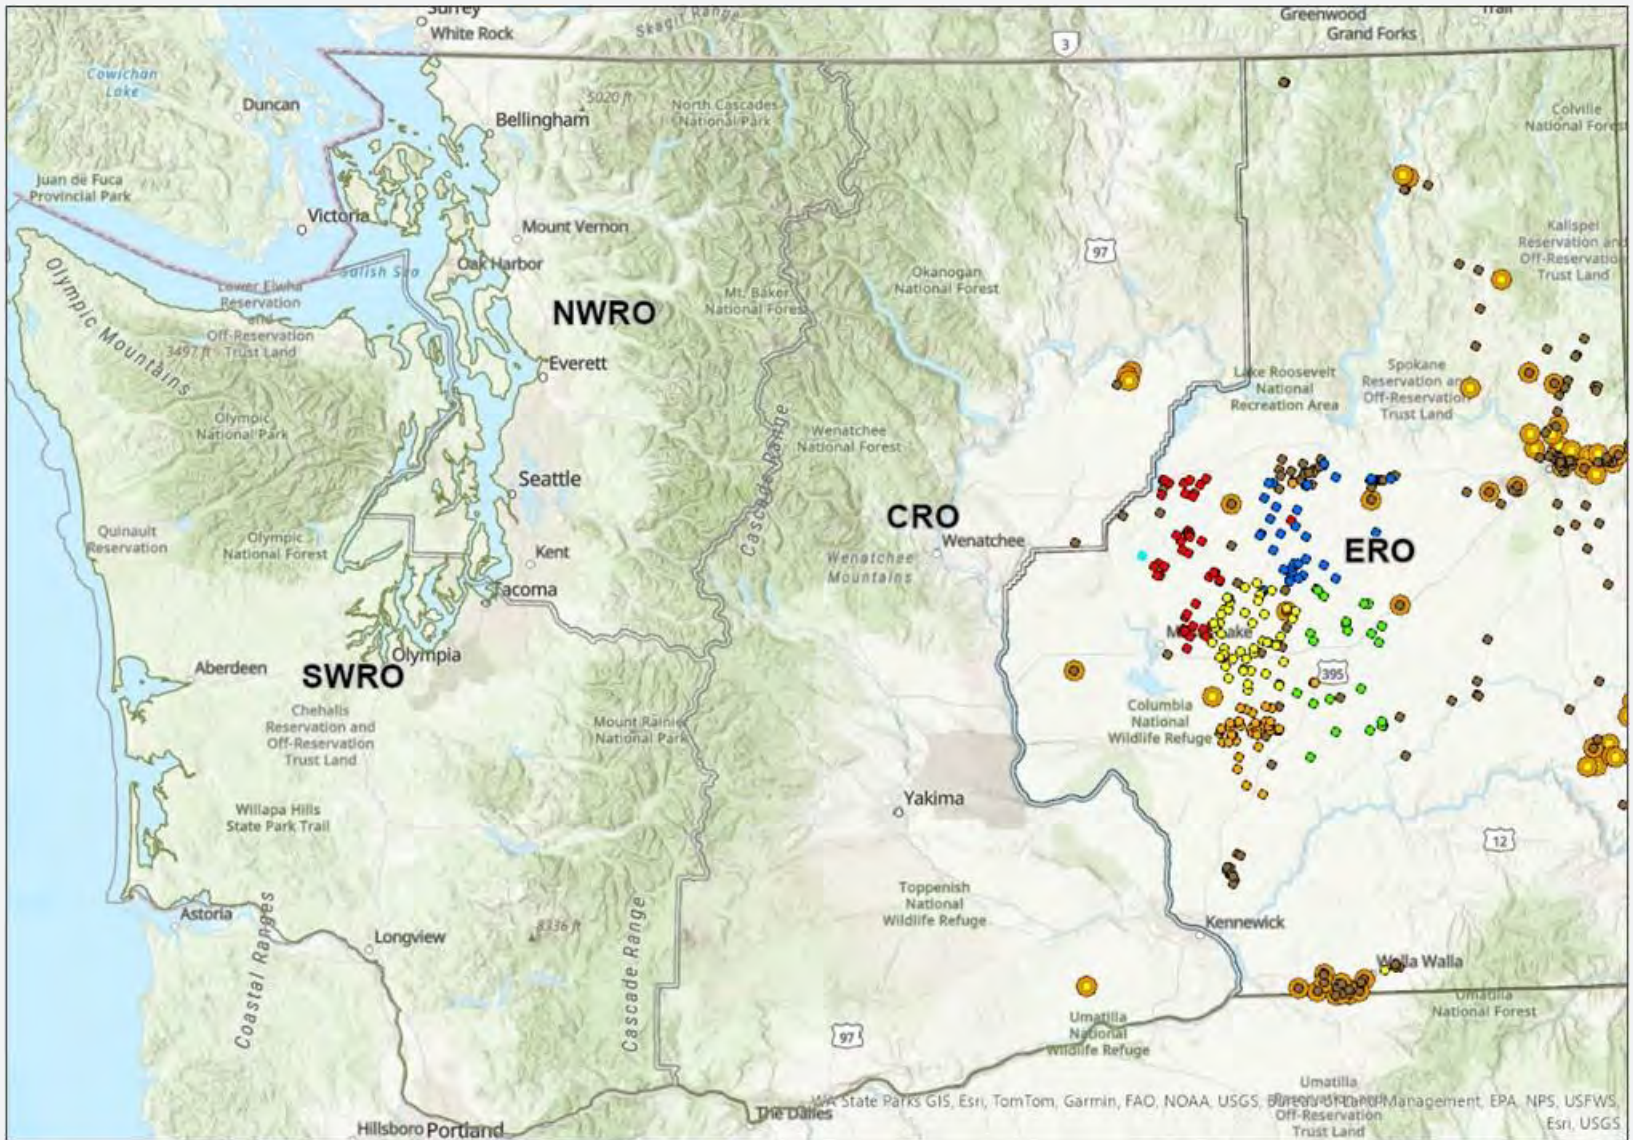 Surrey
White Rock
Skagit Range
3
Greenwood
Grand Forks
Trail
Cowichan
Lake
Duncan
Bellingham
5020 ft
North Cascades
National Park
Colville
National Forest
Juan de Fuca
Provincial Park
Victoria
Mount Vernon
97
Kalispel
Reservation and
Off-Reservation
Trust Land
Salish Sea
Oak Harbor
Okanogan
National Forest
Olympic Mountains
Lower Elwha
Reservation
and
Off-Reservation
Trust Land
3497 ft
NWRO
Mt. Baker
National Forest
Everett
Lake Roosevelt
National
Recreation Area
Spokane
Reservation and
Off-Reservation
Trust Land
Olympic
National Park
Cascade Range
Wenatchee
National Forest
Seattle
CRO
Wenatchee
Quinault
Reservation
Olympic
National Forest
Kent
Wenatchee
Mountains
ERO
Tacoma
Olympia
Aberdeen
SWRO
395
Chehalis
Reservation and
Off-Reservation
Trust Land
Mount Rainier
National Park
Columbia
National
Wildlife Refuge
Yakima
Willapa Hills
State Park Trail
12
Toppenish
National
Wildlife Refuge
Astoria
Coastal Ranges
8336 ft
Cascade Range
Kennewick
Longview
Walla Walla
Umatilla
National Forest
97
Umatilla
National
Wildlife Refuge
Umatilla
Reservation and
Off-Reservation
Trust Land
WA State Parks GIS, Esri, TomTom, Garmin, FAO, NOAA, USGS, Bureau of Land Management, EPA, NPS, USFWS,
Esri, USGS
The Dalles
Hillsboro
Portland